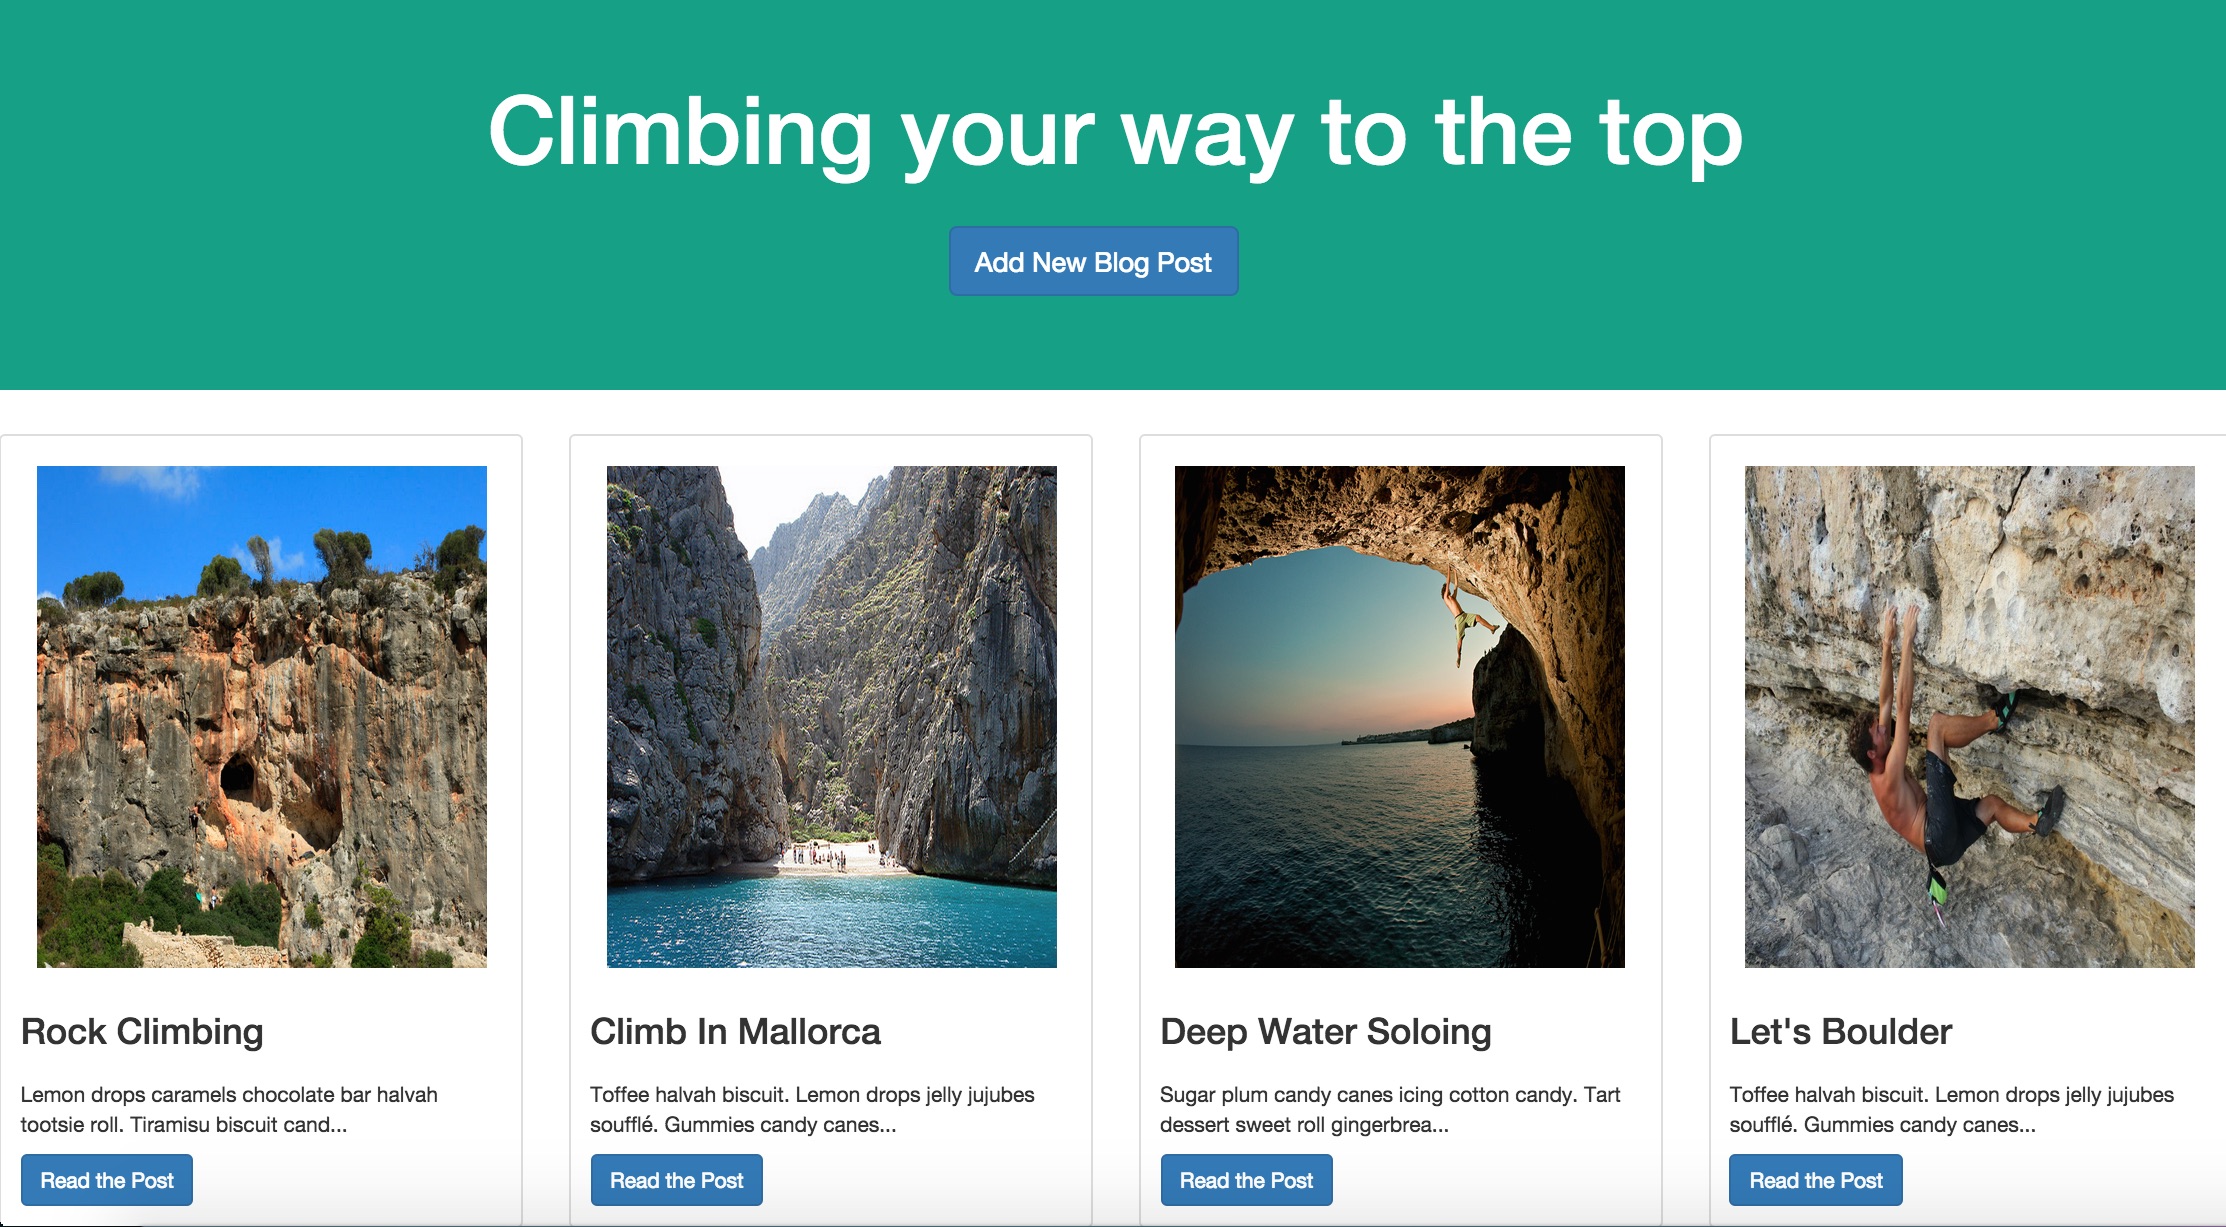 Climbing your way to the top
Add New Blog Post
Rock Climbing
Lemon drops caramels chocolate bar halvah
tootsie roll. Tiramisu biscuit cand...
Read the Post
Climb In Mallorca
Toffee halvah biscuit. Lemon drops jelly jujubes
soufflé. Gummies candy canes...
Read the Post
Deep Water Soloing
Sugar plum candy canes icing cotton candy. Tart
dessert sweet roll gingerbrea...
Read the Post
Let's Boulder
Toffee halvah biscuit. Lemon drops jelly jujubes
soufflé. Gummies candy canes...
Read the Post